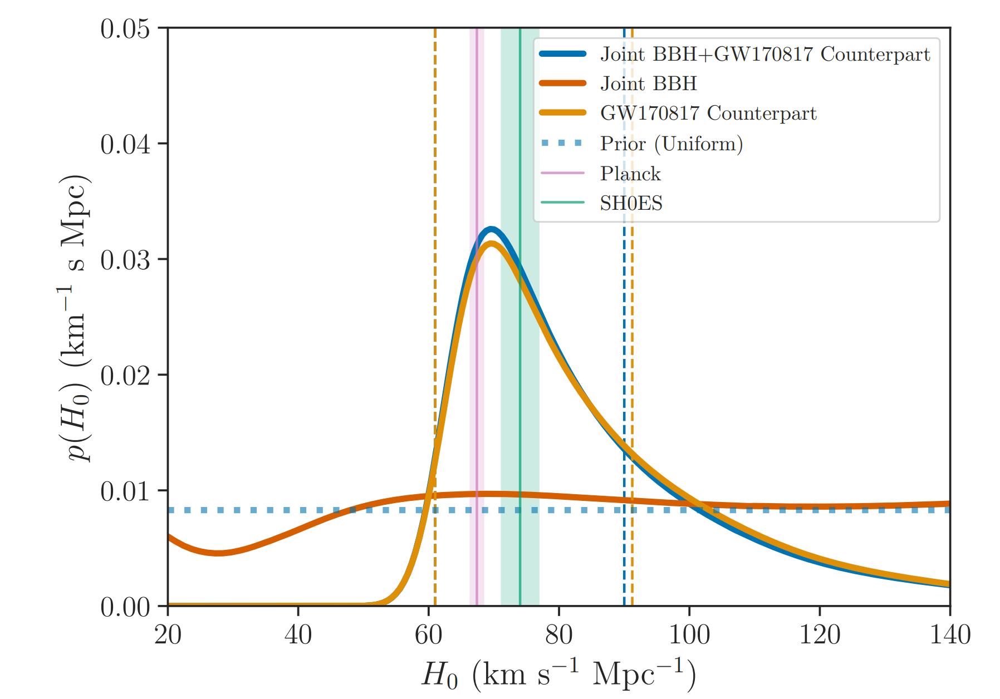 0.05
0.04
0.03
0.02
0.01
0.00
p(H₀) (km⁻¹ s Mpc)
Joint BBH+GW170817 Counterpart
Joint BBH
GW170817 Counterpart
Prior (Uniform)
Planck
SH0ES
20 40 60 80 100 120 140
H₀ (km s⁻¹ Mpc⁻¹)